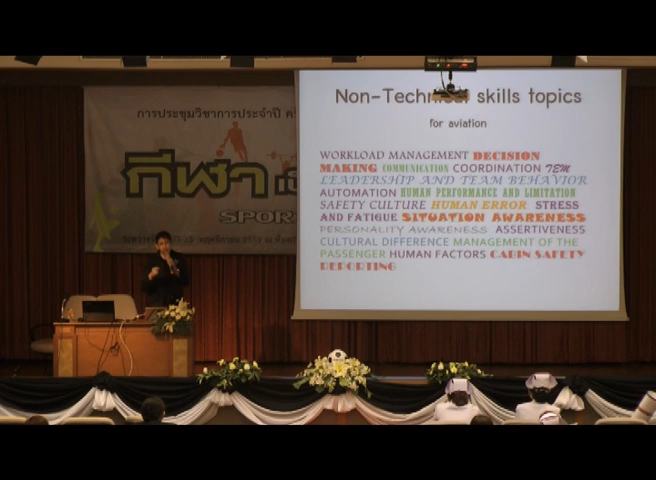 Non-Technical skills topics
for aviation
การประชุมวิชาการประจำปี
WORKLOAD MANAGEMENT DECISION
MAKING COMMUNICATION COORDINATION TEM
LEADERSHIP AND TEAM BEHAVIOR
AUTOMATION HUMAN PERFORMANCE AND LIMITATION
SAFETY CULTURE HUMAN ERROR STRESS
AND FATIGUE SITUATION AWARENESS
PERSONALITY AWARENESS ASSERTIVENESS
CULTURAL DIFFERENCE MANAGEMENT OF THE
PASSENGER HUMAN FACTORS CABIN SAFETY
REPORTING
กีฬา
SPOR